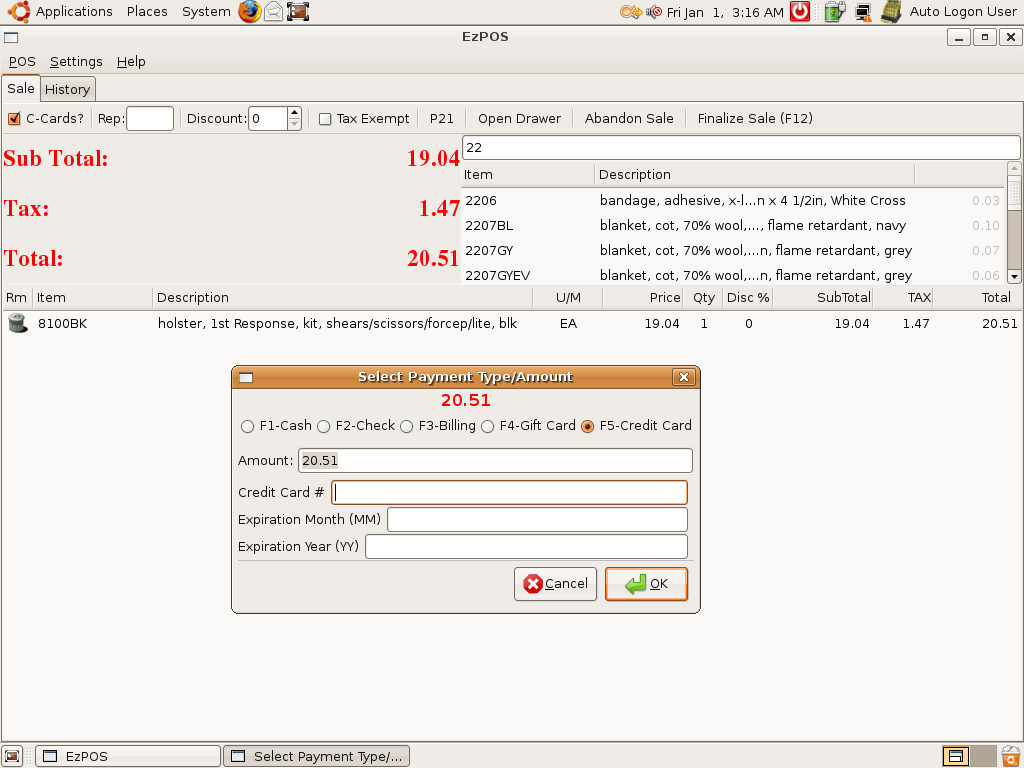 Applications Places System Fri Jan 1, 3:16 AM Auto Logon User
EzPOS
POS Settings Help
Sale History
C-Cards? Rep: Discount: 0 Tax Exempt P21 Open Drawer Abandon Sale Finalize Sale (F12)
Sub Total: 19.04
Tax: 1.47
Total: 20.51
22
Item Description
2206 bandage, adhesive, x-l...n x 4 1/2in, White Cross 0.03
2207BL blanket, cot, 70% wool,..., flame retardant, navy 0.10
2207GY blanket, cot, 70% wool,...n, flame retardant, grey 0.07
2207GYEV blanket, cot, 70% wool,...n, flame retardant, grey 0.06
Rm Item Description U/M Price Qty Disc % SubTotal TAX Total
8100BK holster, 1st Response, kit, shears/scissors/forcep/lite, blk EA 19.04 1 0 19.04 1.47 20.51
Select Payment Type/Amount
20.51
F1-Cash F2-Check F3-Billing F4-Gift Card F5-Credit Card
Amount: 20.51
Credit Card #
Expiration Month (MM)
Expiration Year (YY)
Cancel OK
EzPOS Select Payment Type/...